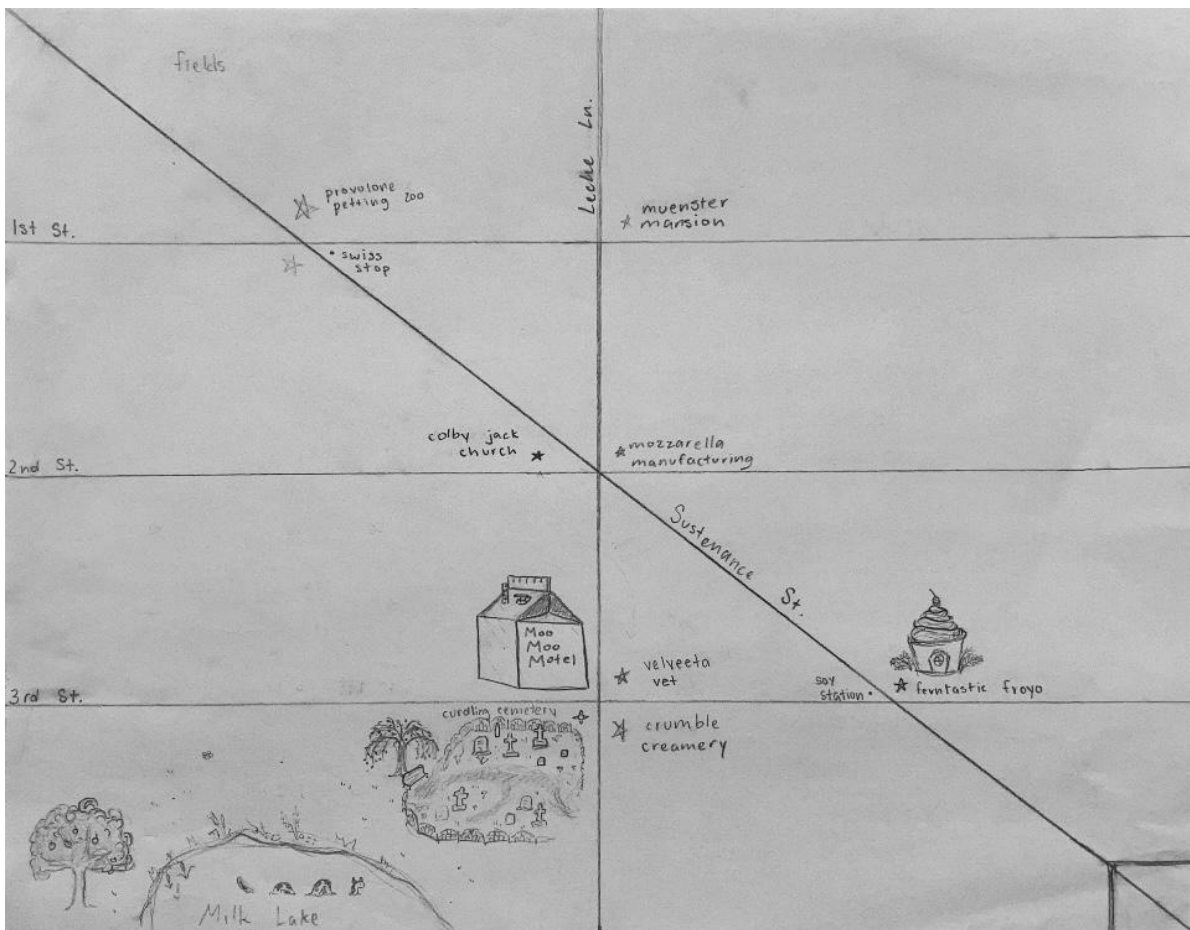 fields
Leche Ln.
provolone
petting zoo
muenster
mansion
1st St.
swiss
stop
colby jack
church
mozzarella
manufacturing
2nd St.
Sustenance St.
Moo
Moo
Motel
velveeta
vet
soy
station
ferntastic froyo
3rd St.
curdling cemetery
crumble
creamery
Milk Lake